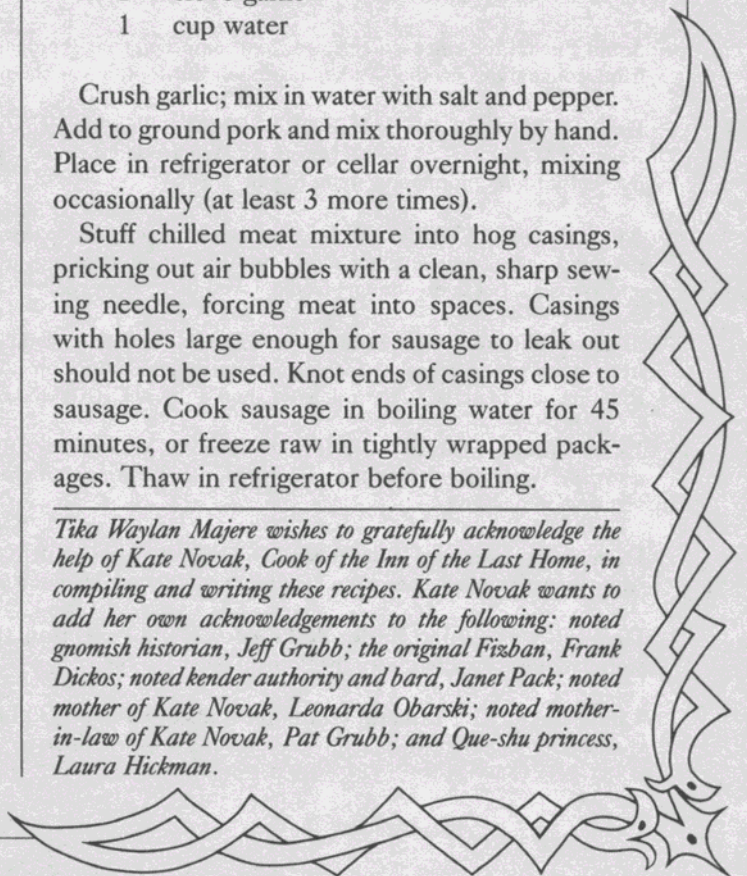 1 cup water
Crush garlic; mix in water with salt and pepper.
Add to ground pork and mix thoroughly by hand.
Place in refrigerator or cellar overnight, mixing
occasionally (at least 3 more times).
Stuff chilled meat mixture into hog casings,
pricking out air bubbles with a clean, sharp sew-
ing needle, forcing meat into spaces. Casings
with holes large enough for sausage to leak out
should not be used. Knot ends of casings close to
sausage. Cook sausage in boiling water for 45
minutes, or freeze raw in tightly wrapped pack-
ages. Thaw in refrigerator before boiling.
Tika Waylan Majere wishes to gratefully acknowledge the
help of Kate Novak, Cook of the Inn of the Last Home, in
compiling and writing these recipes. Kate Novak wants to
add her own acknowledgements to the following: noted
gnomish historian, Jeff Grubb; the original Fizban, Frank
Dickos; noted kender authority and bard, Janet Pack; noted
mother of Kate Novak, Leonarda Obarski; noted mother-
in-law of Kate Novak, Pat Grubb; and Que-shu princess,
Laura Hickman.